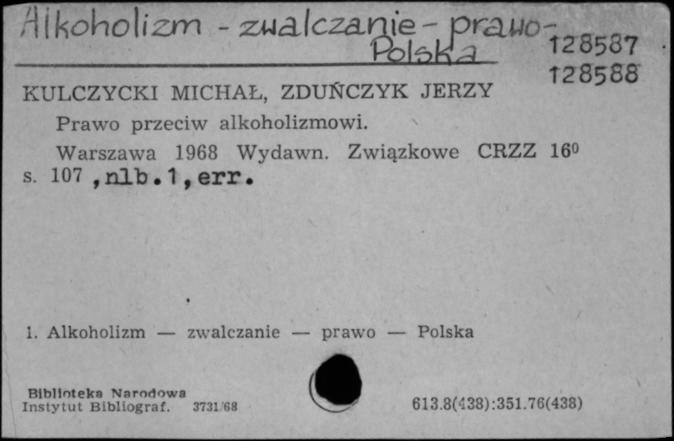 Alkoholizm - zwalczanie - prawo -
Polska
128587
128588
KULCZYCKI MICHAŁ, ZDUŃCZYK JERZY
Prawo przeciw alkoholizmowi.
Warszawa 1968 Wydawn. Związkowe CRZZ 16⁰
s. 107 ,nlb.1,err.
1. Alkoholizm — zwalczanie — prawo — Polska
Biblioteka Narodowa
Instytut Bibliograf. 3731/68
613.8(438):351.76(438)